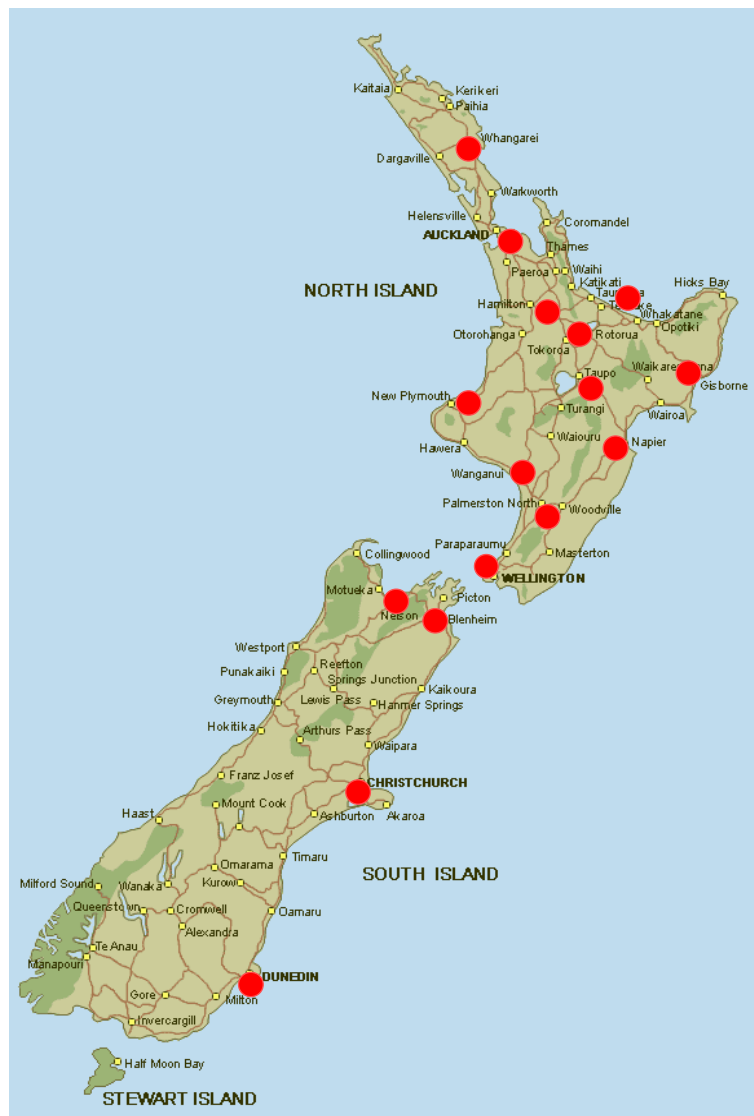 Kaitaia
Kerikeri
Paihia
Whangarei
Dargaville
Warkworth
Helensville
Coromandel
AUCKLAND
Thames
Paeroa
Waihi
Katikati
NORTH ISLAND
Hicks Bay
Hamilton
Whakatane
Opotiki
Otorohanga
Rotorua
Tokoroa
Taupo
Gisborne
New Plymouth
Turangi
Wairoa
Hawera
Waiouru
Napier
Wanganui
Palmerston North
Woodville
Paraparaumu
Masterton
Collingwood
WELLINGTON
Motueka
Picton
Nelson
Blenheim
Westport
Reefton
Punakaiki
Springs Junction
Kaikoura
Greymouth
Lewis Pass
Hanmer Springs
Hokitika
Arthurs Pass
Waipara
Franz Josef
CHRISTCHURCH
Mount Cook
Haast
Ashburton
Akaroa
Timaru
Omarama
SOUTH ISLAND
Milford Sound
Wanaka
Kurow
Queenstown
Cromwell
Oamaru
Alexandra
Te Anau
Manapouri
DUNEDIN
Gore
Milton
Invercargill
Half Moon Bay
STEWART ISLAND